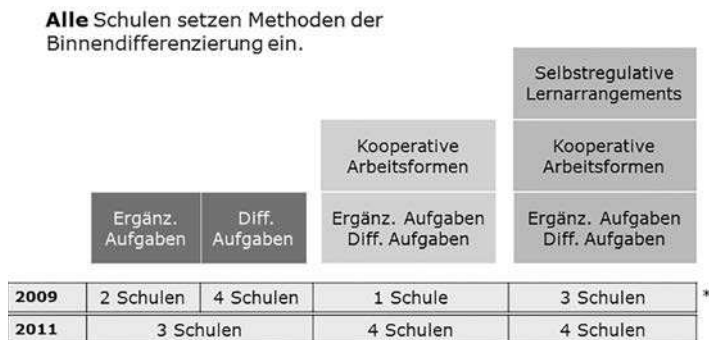 Alle Schulen setzen Methoden der
Binnendifferenzierung ein.
Selbstregulative
Lernarrangements
Kooperative
Arbeitsformen
Kooperative
Arbeitsformen
Ergänz.
Aufgaben
Diff.
Aufgaben
Ergänz. Aufgaben
Diff. Aufgaben
Ergänz. Aufgaben
Diff. Aufgaben
2009 2 Schulen 4 Schulen 1 Schule 3 Schulen *
2011 3 Schulen 4 Schulen 4 Schulen